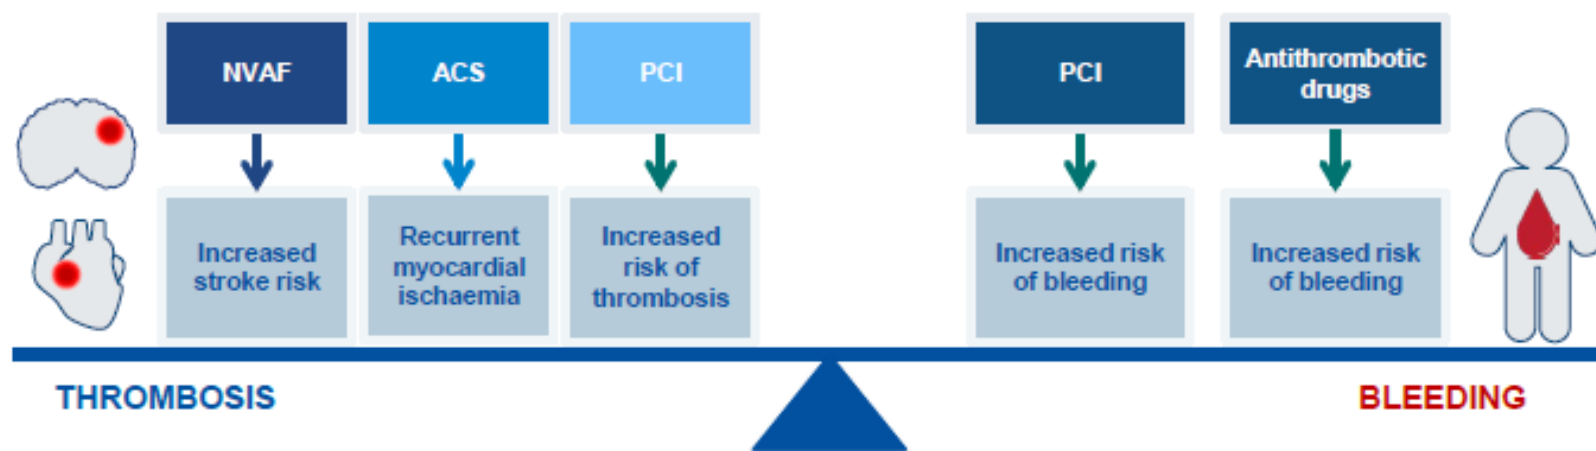 NVAF
ACS
PCI
PCI
Antithrombotic
drugs
Increased
stroke risk
Recurrent
myocardial
ischaemia
Increased
risk of
thrombosis
Increased risk
of bleeding
Increased risk
of bleeding
THROMBOSIS
BLEEDING